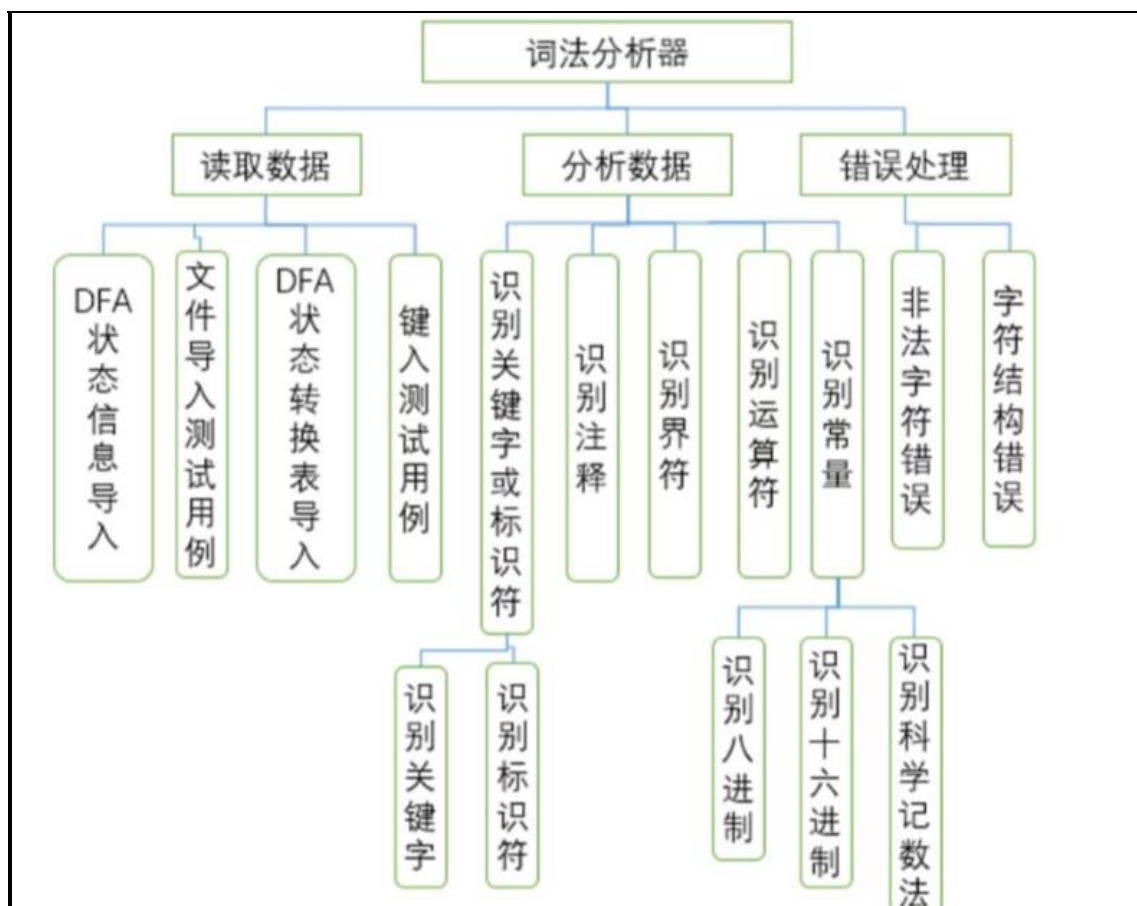 词法分析器
读取数据
分析数据
错误处理
DFA状态信息导入
文件导入测试用例
DFA状态转换表导入
键入测试用例
识别关键字或标识符
识别注释
识别界符
识别运算符
识别常量
非法字符错误
字符结构错误
识别关键字
识别标识符
识别八进制
识别十六进制
识别科学记数法